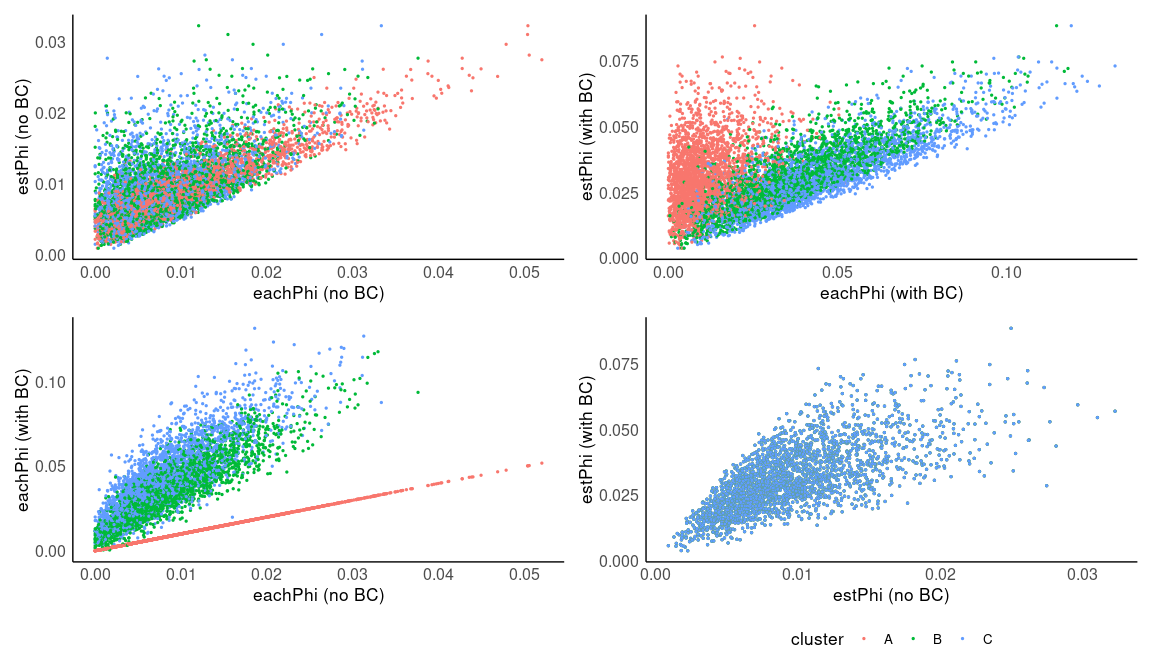 estPhi (no BC)
0.03
0.02
0.01
0.00
0.00 0.01 0.02 0.03 0.04 0.05
eachPhi (no BC)
estPhi (with BC)
0.075
0.050
0.025
0.000
0.00 0.05 0.10
eachPhi (with BC)
eachPhi (with BC)
0.10
0.05
0.00
0.00 0.01 0.02 0.03 0.04 0.05
eachPhi (no BC)
estPhi (with BC)
0.075
0.050
0.025
0.000
0.00 0.01 0.02 0.03
estPhi (no BC)
cluster A B C